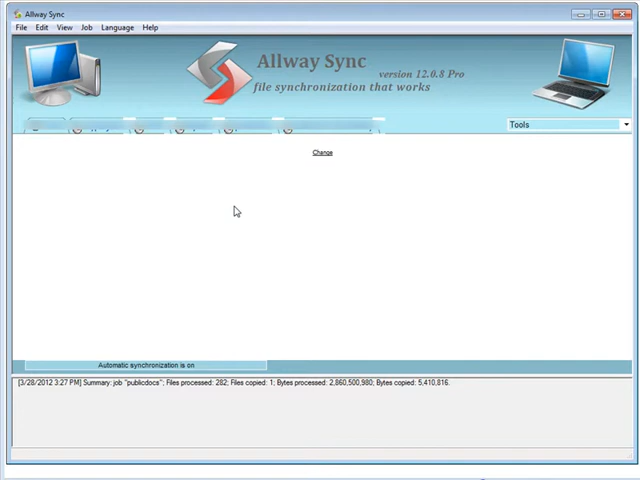 Allway Sync
File Edit View Job Language Help
Allway Sync
version 12.0.8 Pro
file synchronization that works
Tools
Change
Automatic synchronization is on
[3/28/2012 3:27 PM] Summary: job "publicdocs"; Files processed: 282; Files copied: 1; Bytes processed: 2,860,500,980; Bytes copied: 5,410,816.